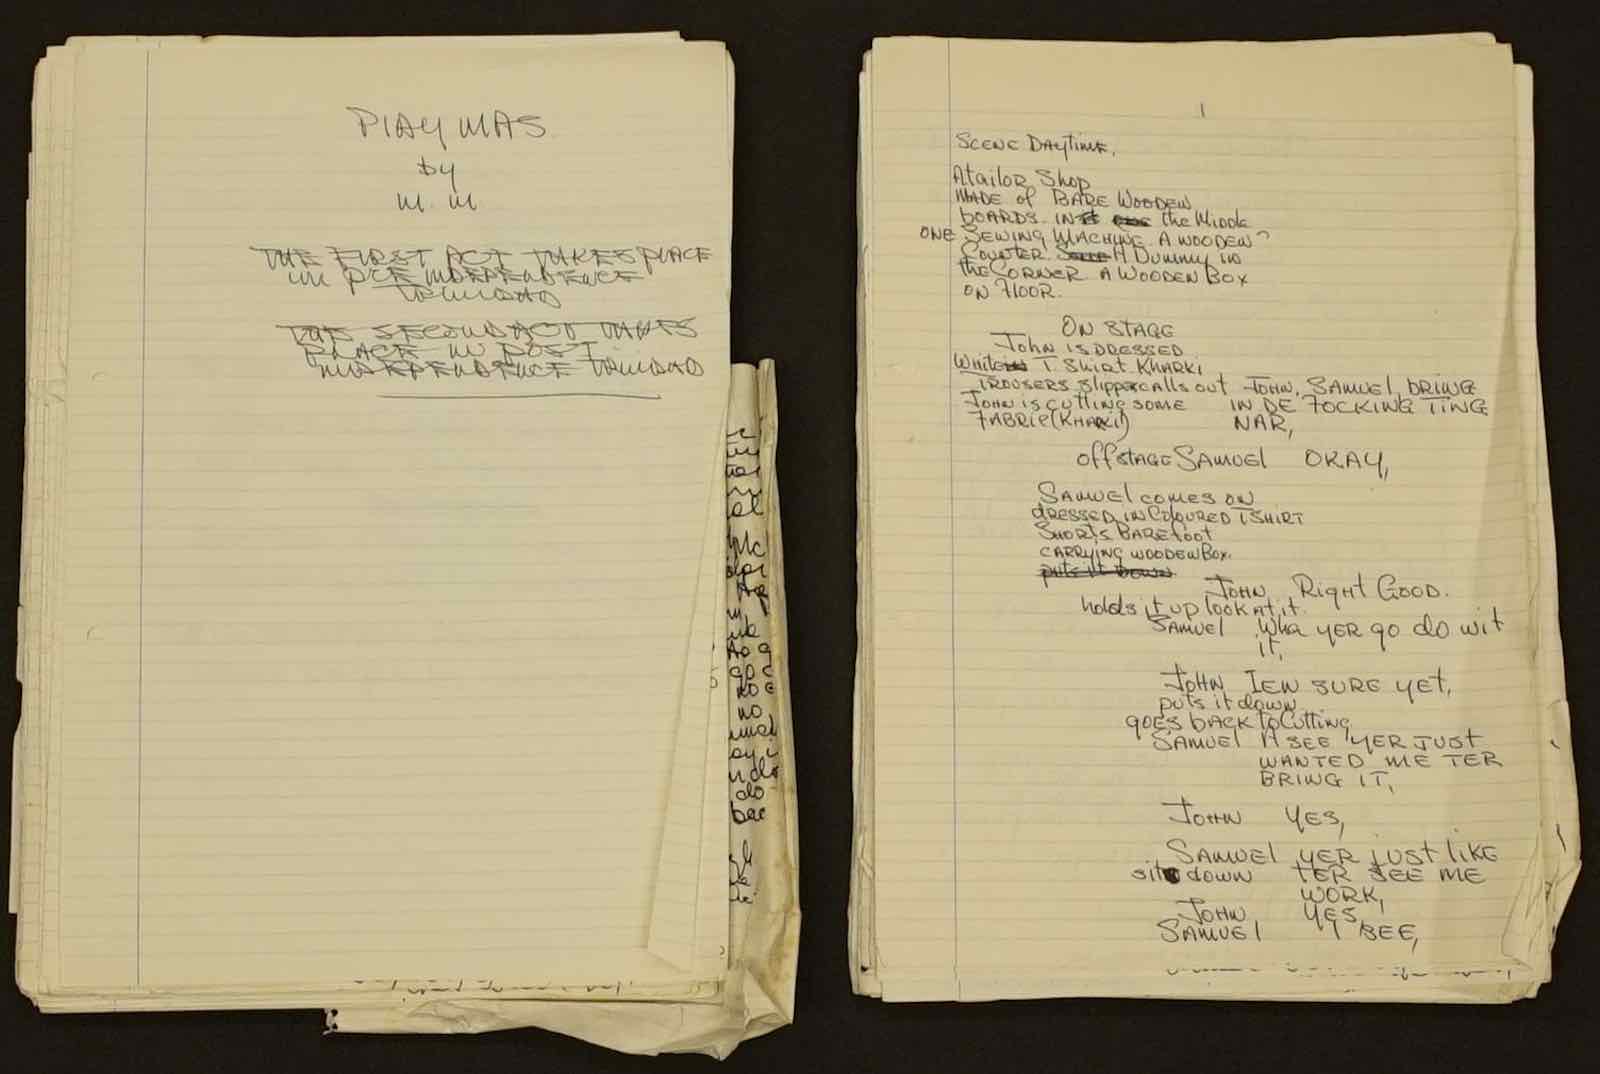 PLAY MAS
by
M. M
THE FIRST ACT TAKES PLACE
IN PRE INDEPENDENCE
TRINIDAD
THE SECOND ACT TAKES
PLACE IN POST
INDEPENDENCE TRINIDAD
1
SCENE DAYTIME,
A tailor Shop
MADE of BARE WOODEN
bOARDS. IN the Middle
ONE SEWING MACHINE A WOODEN
COUNTER A Dummy in
the CORNER A WOODEN BOX
ON FLOOR.
ON STAGE
John IS DRESSED
White T Shirt KHARKI
TROUSERS slippers calls out JOHN, SAMUEL, bRING
JOHN is cutting some IN DE FOCKING TING
FABRIC (KHARKI) NAR,
offSTAGE SAMUEL OKAY,
SAMUEL comes ON
dRESSED IN COLOURED T SHIRT
SHORTS BAREfoot
CARRYING WOODEN BOX.
puts it down
JOHN Right GOOD.
holds it up look at it.
SAMUEL Wha YER go do wit
it,
JOHN IEN SURE yet,
puts it down
gOES bACK to Cutting,
SAMUEL A SEE YER JUST
WANTED ME TER
BRING IT,
JOHN YES,
SAMUEL YER just likE
sit down TER SEE ME
WORK,
JOHN YES,
SAMUEL I SEE,